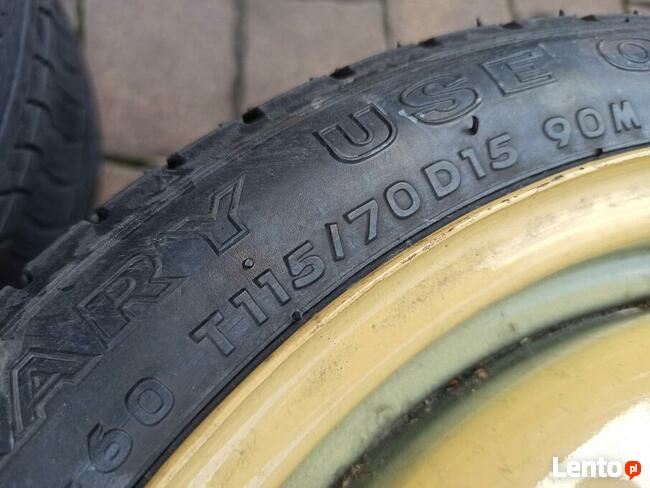 ARY USE O
60 T115/70D15 90M
Lento.pl